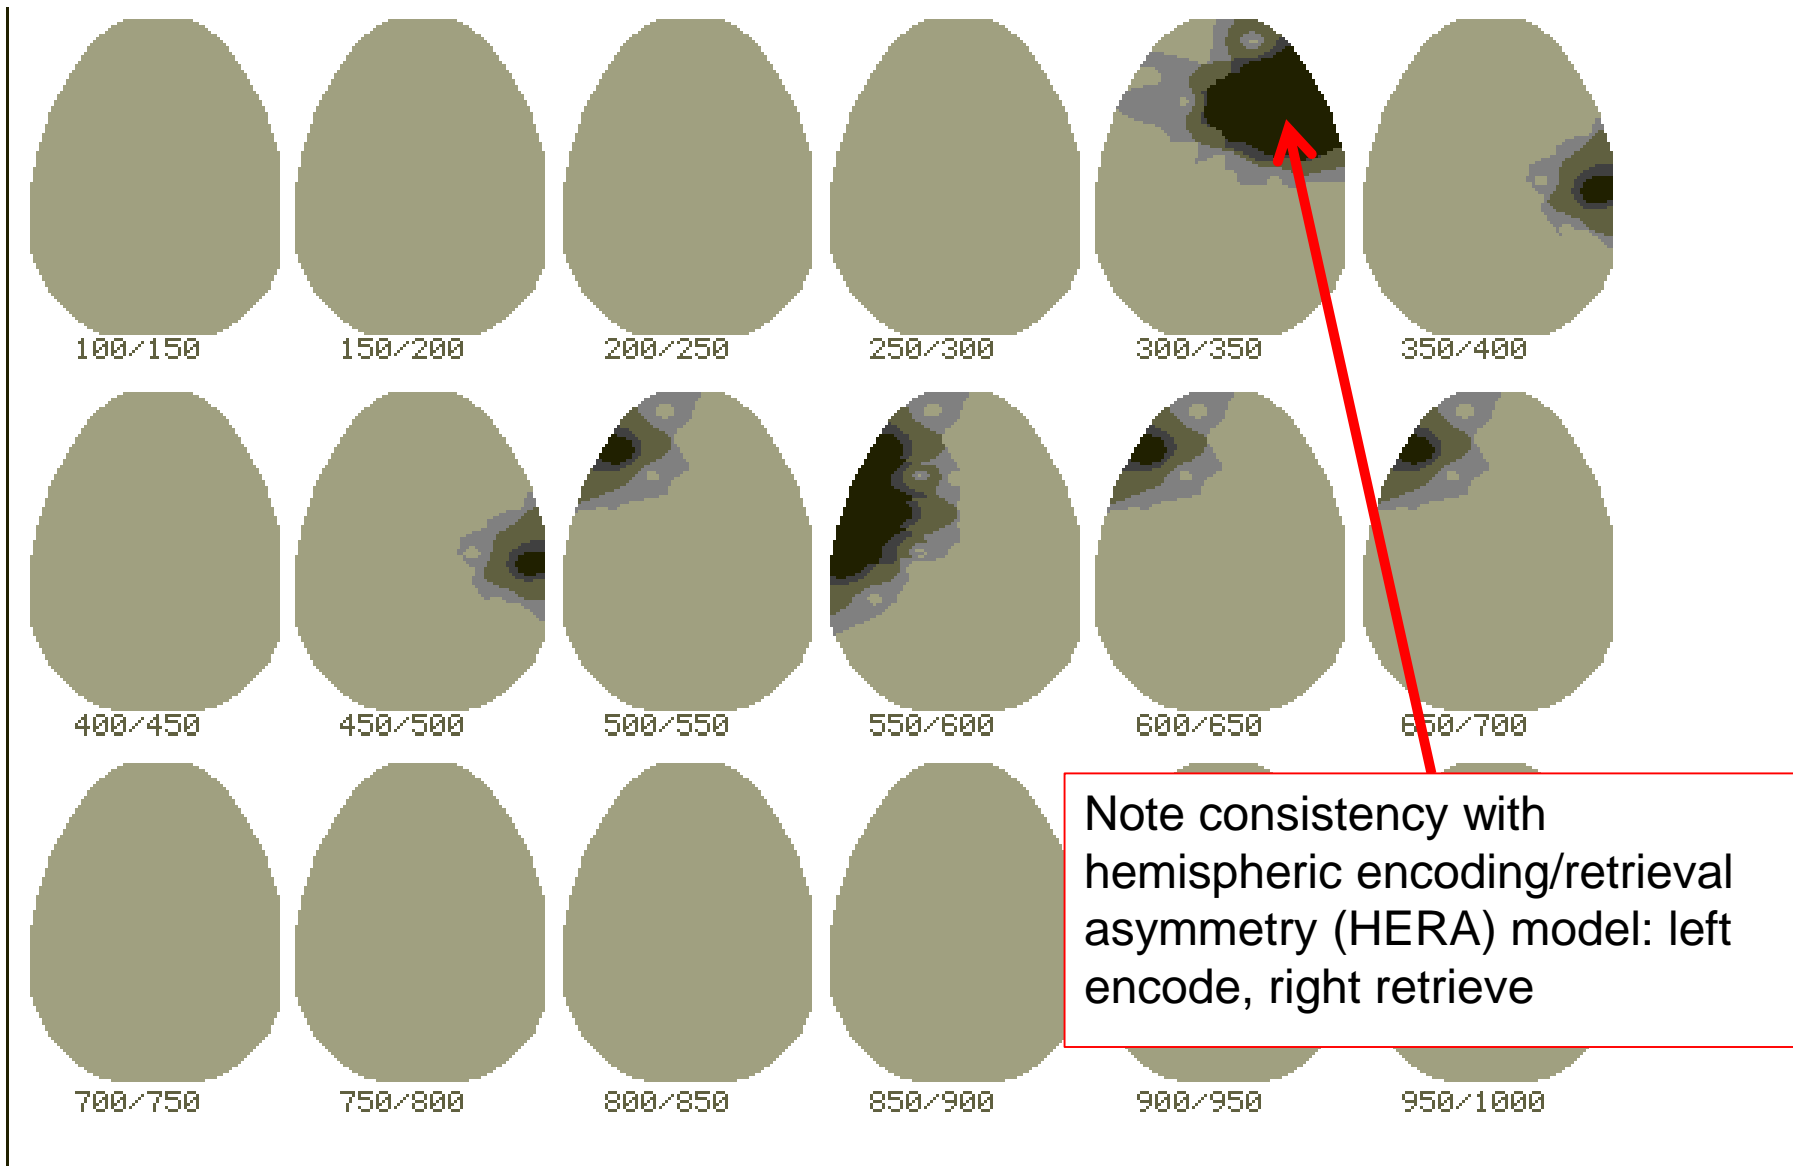 100/150 150/200 200/250 250/300 300/350 350/400
400/450 450/500 500/550 550/600 600/650 650/700
Note consistency with
hemispheric encoding/retrieval
asymmetry (HERA) model: left
encode, right retrieve
700/750 750/800 800/850 850/900 900/950 950/1000